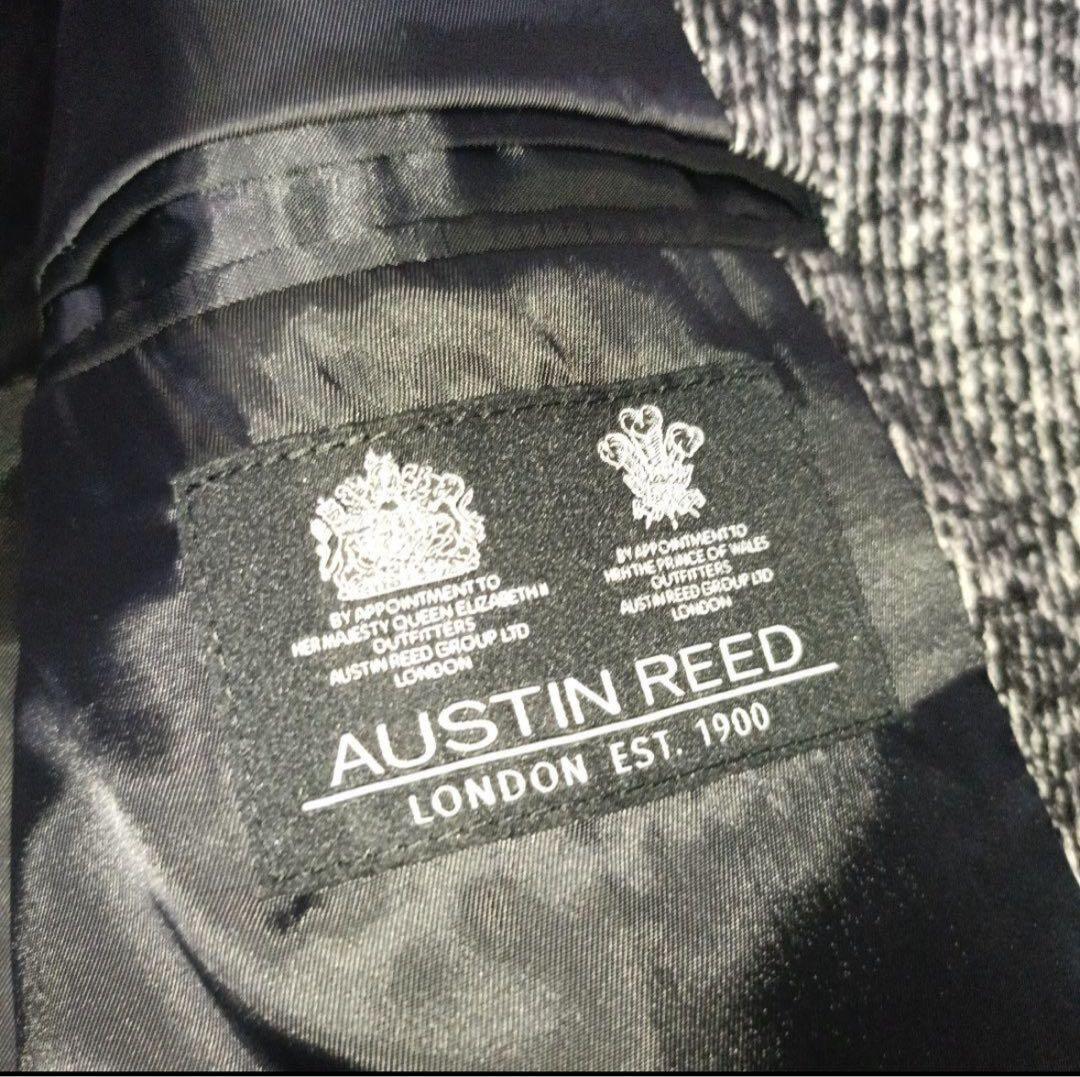 BY APPOINTMENT TO
HER MAJESTY QUEEN ELIZABETH II
OUTFITTERS
AUSTIN REED GROUP LTD
LONDON
BY APPOINTMENT TO
HRH THE PRINCE OF WALES
OUTFITTERS
AUSTIN REED GROUP LTD
LONDON
AUSTIN REED
LONDON EST. 1900